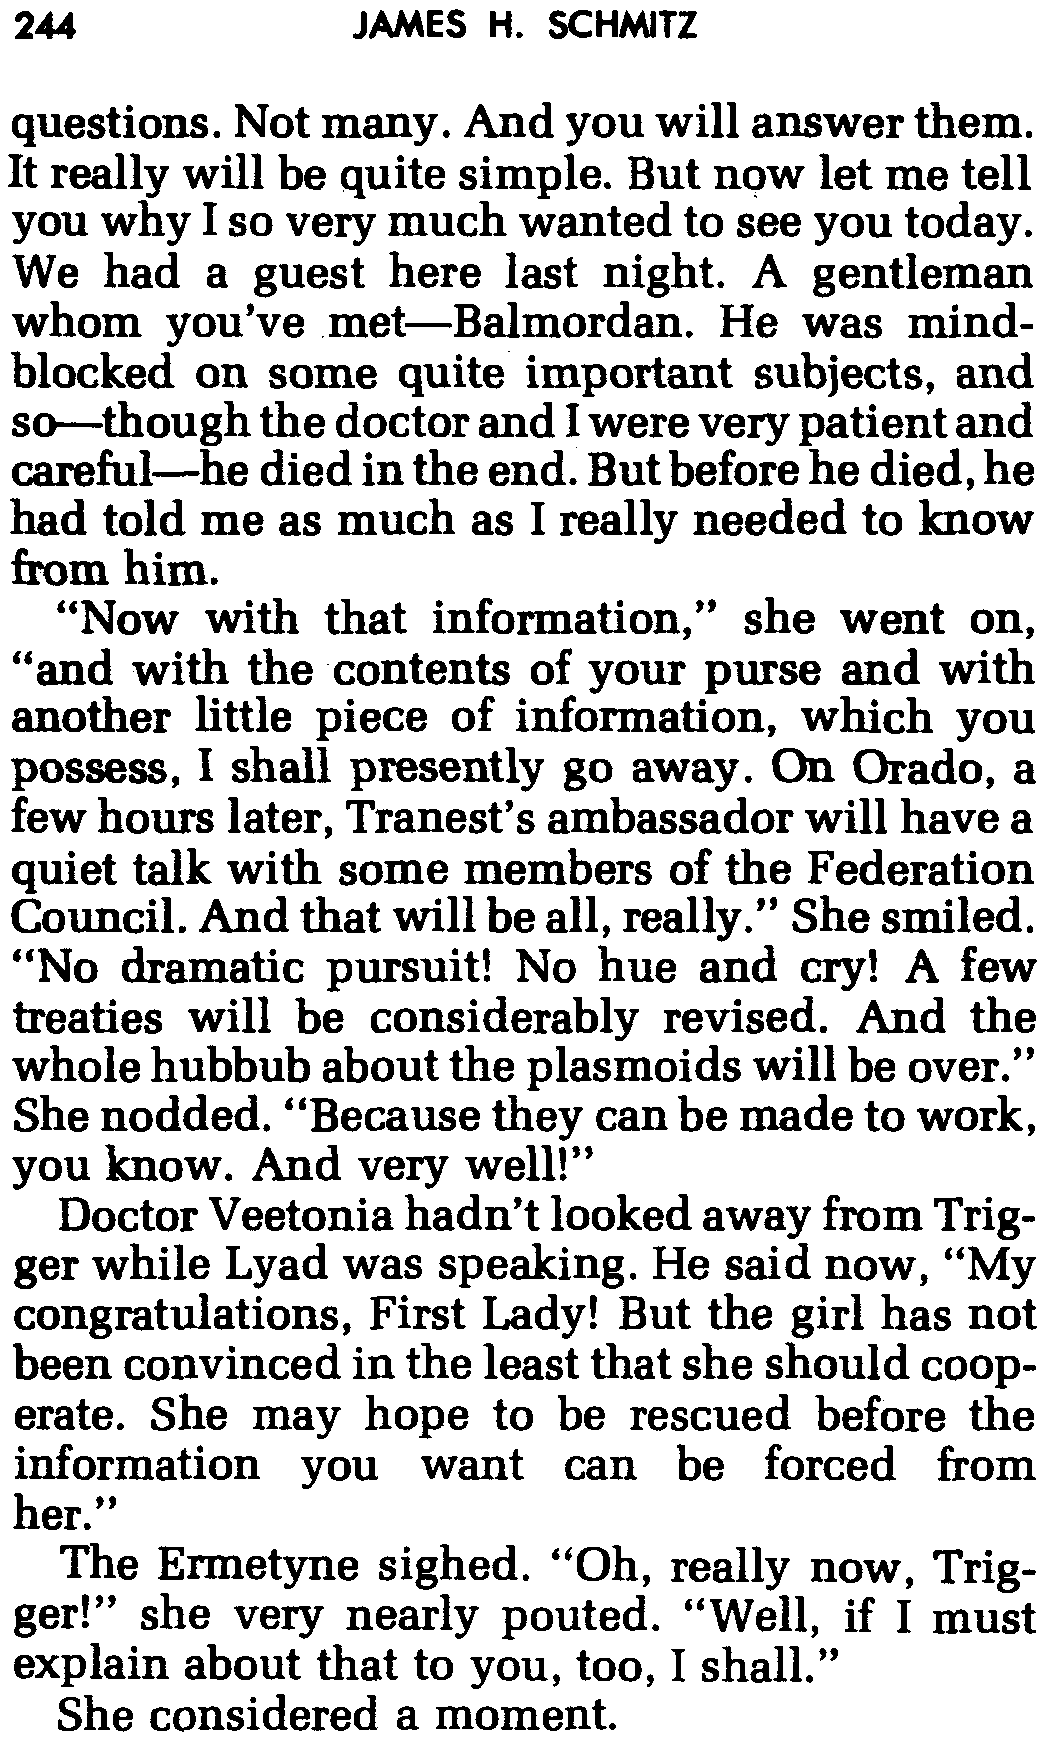 244 JAMES H. SCHMITZ
questions. Not many. And you will answer them.
It really will be quite simple. But now let me tell
you why I so very much wanted to see you today.
We had a guest here last night. A gentleman
whom you've met—Balmordan. He was mind-
blocked on some quite important subjects, and
so—though the doctor and I were very patient and
careful—he died in the end. But before he died, he
had told me as much as I really needed to know
from him.
"Now with that information," she went on,
"and with the contents of your purse and with
another little piece of information, which you
possess, I shall presently go away. On Orado, a
few hours later, Tranest's ambassador will have a
quiet talk with some members of the Federation
Council. And that will be all, really." She smiled.
"No dramatic pursuit! No hue and cry! A few
treaties will be considerably revised. And the
whole hubbub about the plasmoids will be over."
She nodded. "Because they can be made to work,
you know. And very well!"
Doctor Veetonia hadn't looked away from Trig-
ger while Lyad was speaking. He said now, "My
congratulations, First Lady! But the girl has not
been convinced in the least that she should coop-
erate. She may hope to be rescued before the
information you want can be forced from
her."
The Ermetyne sighed. "Oh, really now, Trig-
ger!" she very nearly pouted. "Well, if I must
explain about that to you, too, I shall."
She considered a moment.